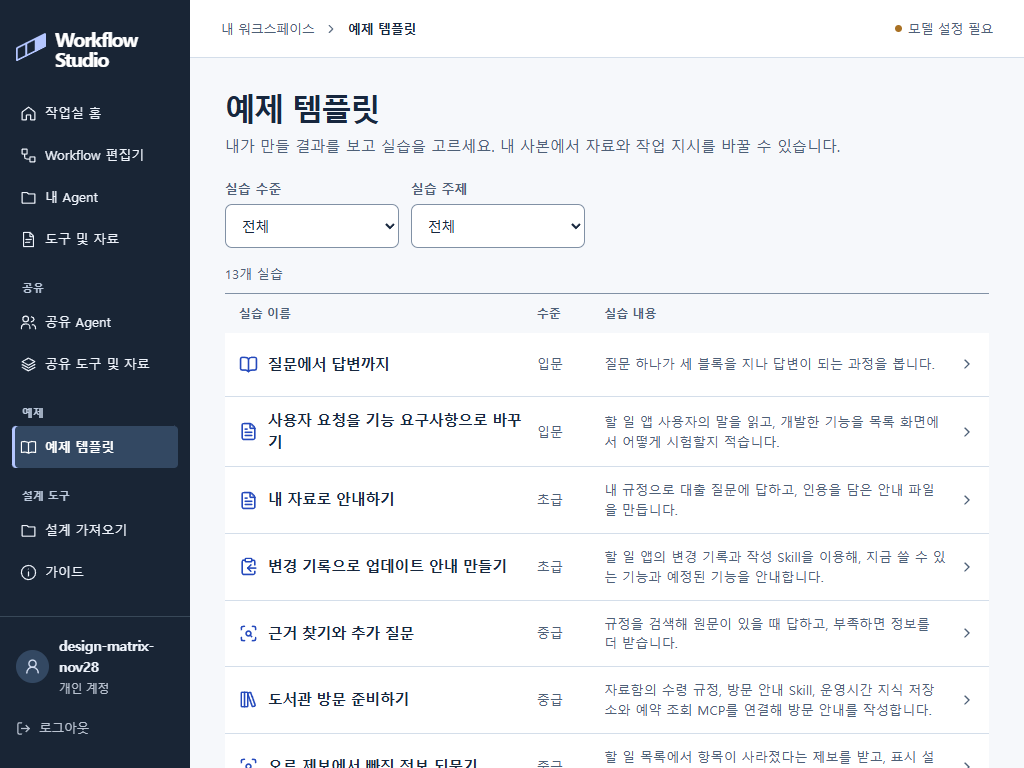 Workflow
Studio
작업실 홈
Workflow 편집기
내 Agent
도구 및 자료
공유
공유 Agent
공유 도구 및 자료
예제
예제 템플릿
설계 도구
설계 가져오기
가이드
design-matrix-
nov28
개인 계정
로그아웃
내 워크스페이스
예제 템플릿
모델 설정 필요
예제 템플릿
내가 만들 결과를 보고 실습을 고르세요. 내 사본에서 자료와 작업 지시를 바꿀 수 있습니다.
실습 수준
실습 주제
전체
전체
13개 실습
실습 이름 수준 실습 내용
질문에서 답변까지 입문 질문 하나가 세 블록을 지나 답변이 되는 과정을 봅니다.
사용자 요청을 기능 요구사항으로 바꾸
기
입문
할 일 앱 사용자의 말을 읽고, 개발한 기능을 목록 화면에
서 어떻게 시험할지 적습니다.
내 자료로 안내하기
초급
내 규정으로 대출 질문에 답하고, 인용을 담은 안내 파일
을 만듭니다.
변경 기록으로 업데이트 안내 만들기
초급
할 일 앱의 변경 기록과 작성 Skill을 이용해, 지금 쓸 수 있
는 기능과 예정된 기능을 안내합니다.
근거 찾기와 추가 질문
중급
규정을 검색해 원문이 있을 때 답하고, 부족하면 정보를
더 받습니다.
도서관 방문 준비하기
중급
자료함의 수령 규정, 방문 안내 Skill, 운영시간 지식 저장
소와 예약 조회 MCP를 연결해 방문 안내를 작성합니다.
오류 제보에서 빠진 정보 되묻기
중급
할 일 목록에서 항목이 사라졌다는 제보를 받고, 표시 설